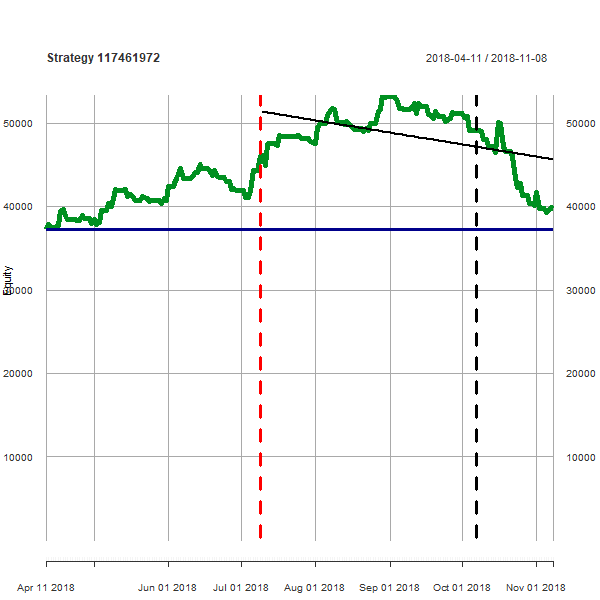 Strategy 117461972
2018-04-11 / 2018-11-08
50000 50000
40000 40000
30000 30000
20000 20000
10000 10000
Equity
Apr 11 2018 Jun 01 2018 Jul 01 2018 Aug 01 2018 Sep 01 2018 Oct 01 2018 Nov 01 2018